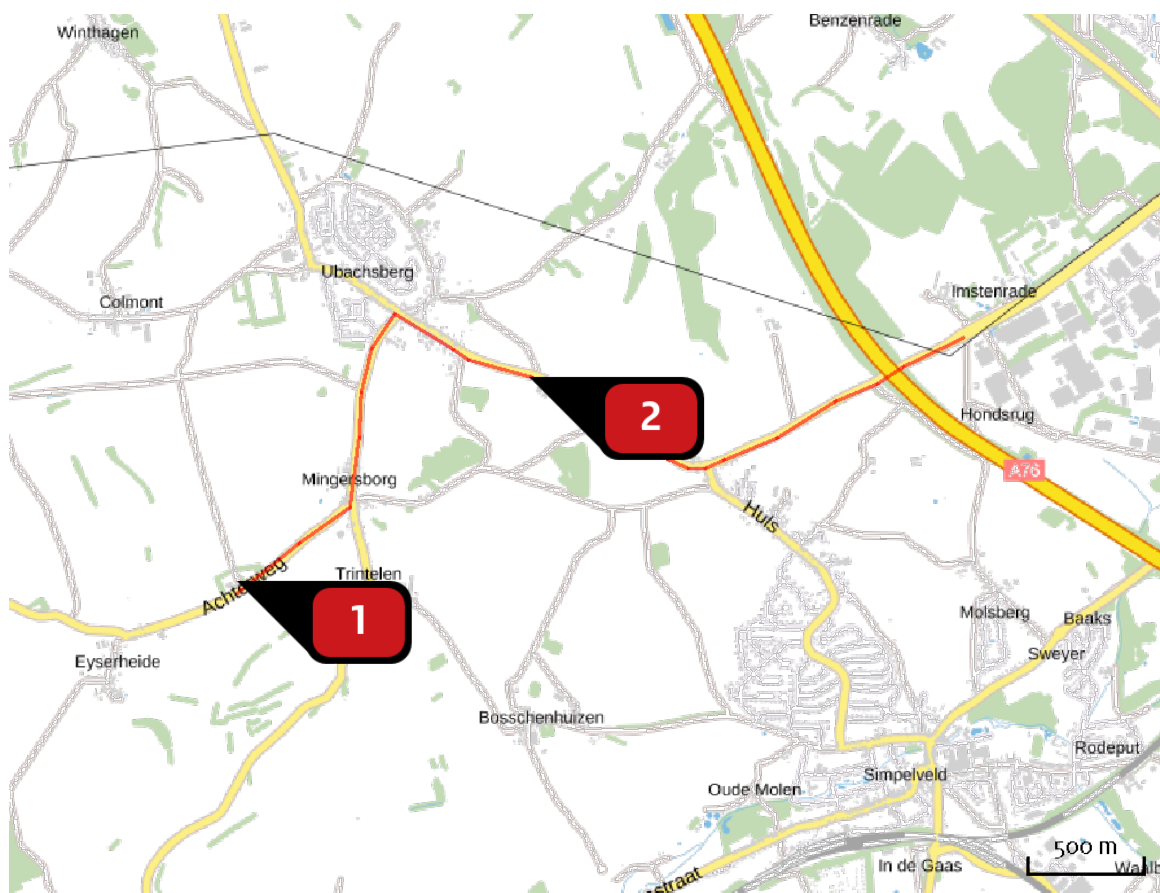 Benzenrade
Winthagen
Ubachsberg
Imstenrade
Colmont
2
Hondsrug
A76
Mingersborg
Huls
Trintelen
Achterweg
1
Molsberg
Baaks
Sweyer
Eyserheide
Bosschenhuizen
Rodeput
Simpelveld
Oude Molen
500 m
In de Gaas